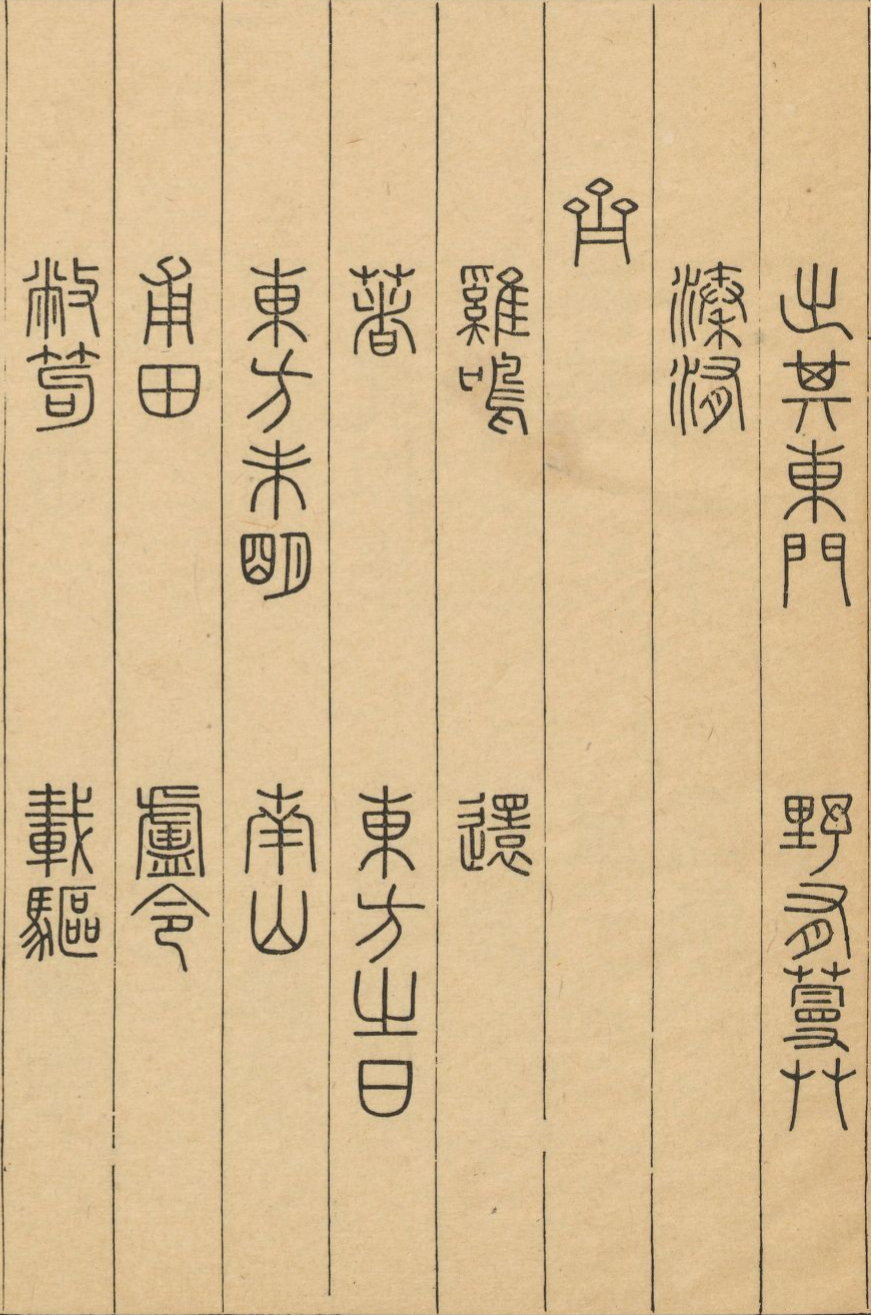 出其東門　野有蔓艸
溱洧
齊
雞鳴　還
著　東方之日
東方未明　南山
甫田　盧令
敝笱　載驅